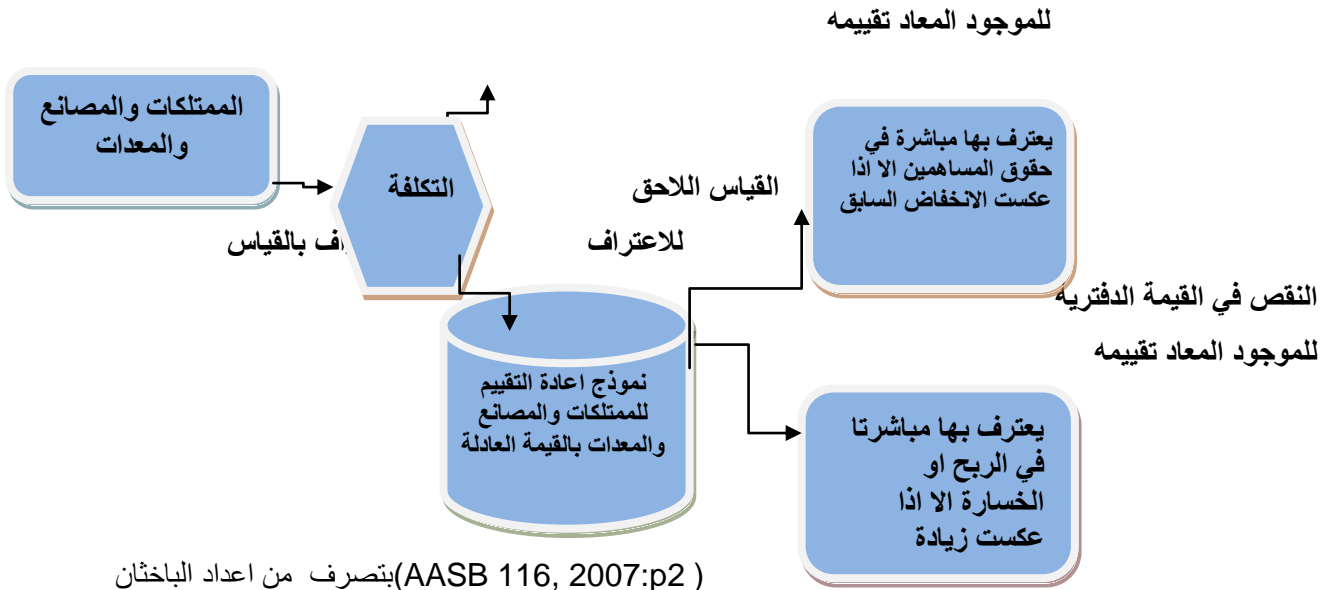 للموجود المعاد تقييمه
الممتلكات والمصانع
والمعدات
التكلفة
القياس اللاحق
للاعتراف
بالقياس
يعترف بها مباشرة في
حقوق المساهمين الا اذا
عكست الانخفاض السابق
النقص في القيمة الدفترية
للموجود المعاد تقييمه
نموذج اعادة التقييم
للممتلكات والمصانع
والمعدات بالقيمة العادلة
يعترف بها مباشرتا
في الربح او
الخسارة الا اذا
عكست زيادة
(AASB 116, 2007:p2 )بتصرف من اعداد الباخثان